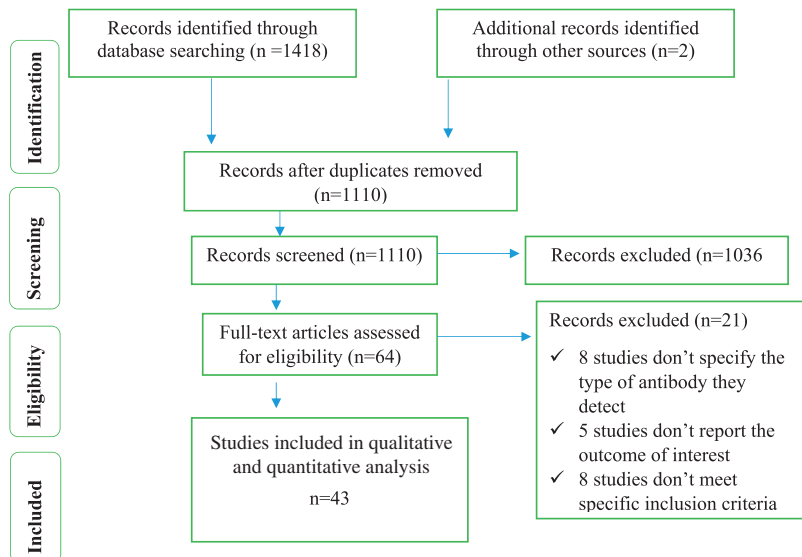 Records identified through
database searching (n =1418)
Additional records identified
through other sources (n=2)
Identification
Records after duplicates removed
(n=1110)
Screening
Records screened (n=1110)
Records excluded (n=1036
Full-text articles assessed
for eligibility (n=64)
Records excluded (n=21)
✓ 8 studies don’t specify the
type of antibody they
detect
✓ 5 studies don’t report the
outcome of interest
✓ 8 studies don’t meet
specific inclusion criteria
Eligibility
Studies included in qualitative
and quantitative analysis
n=43
Included